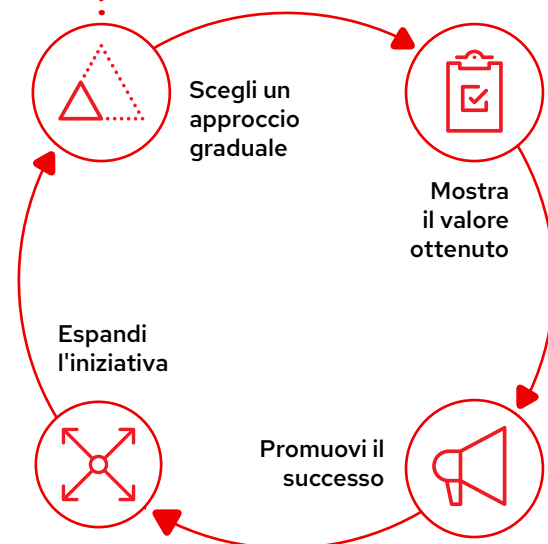 Scegli un
approccio
graduale
Mostra
il valore
ottenuto
Espandi
l'iniziativa
Promuovi il
successo